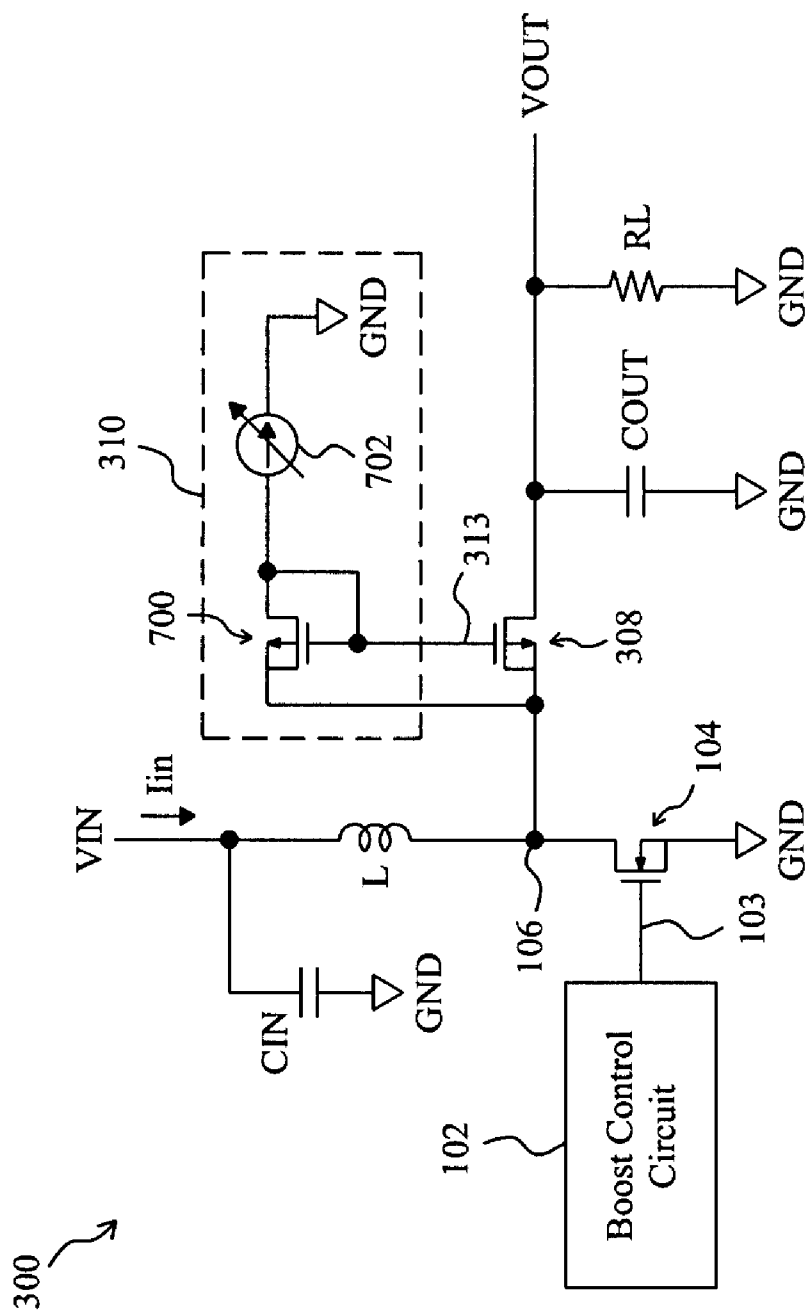 300
VIN
Iin
CIN
GND
L
106
310
700
702
GND
313
308
VOUT
COUT
GND
RL
GND
102
Boost Control
Circuit
103
104
GND